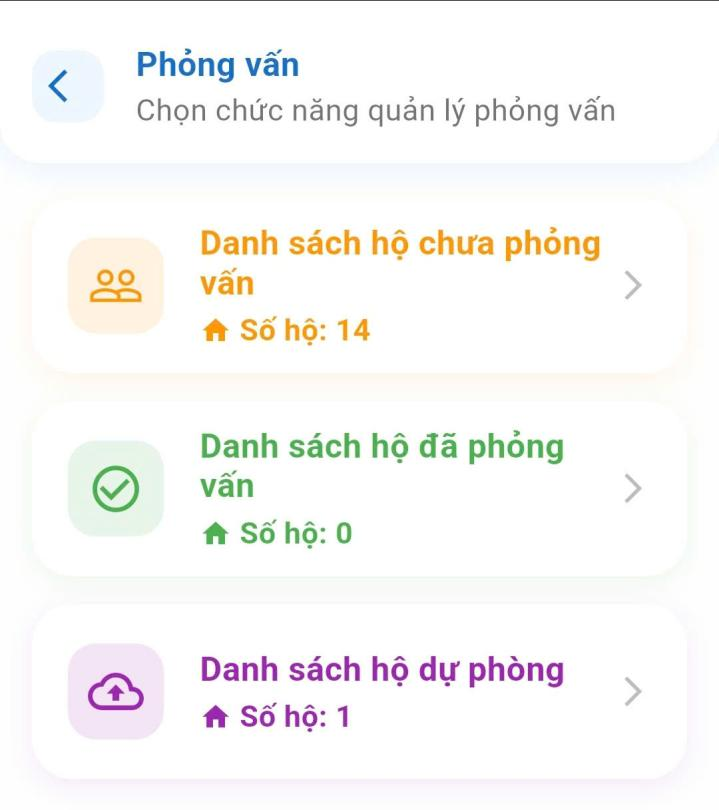 Phỏng vấn
Chọn chức năng quản lý phỏng vấn
Danh sách hộ chưa phỏng
vấn
Số hộ: 14
Danh sách hộ đã phỏng
vấn
Số hộ: 0
Danh sách hộ dự phòng
Số hộ: 1